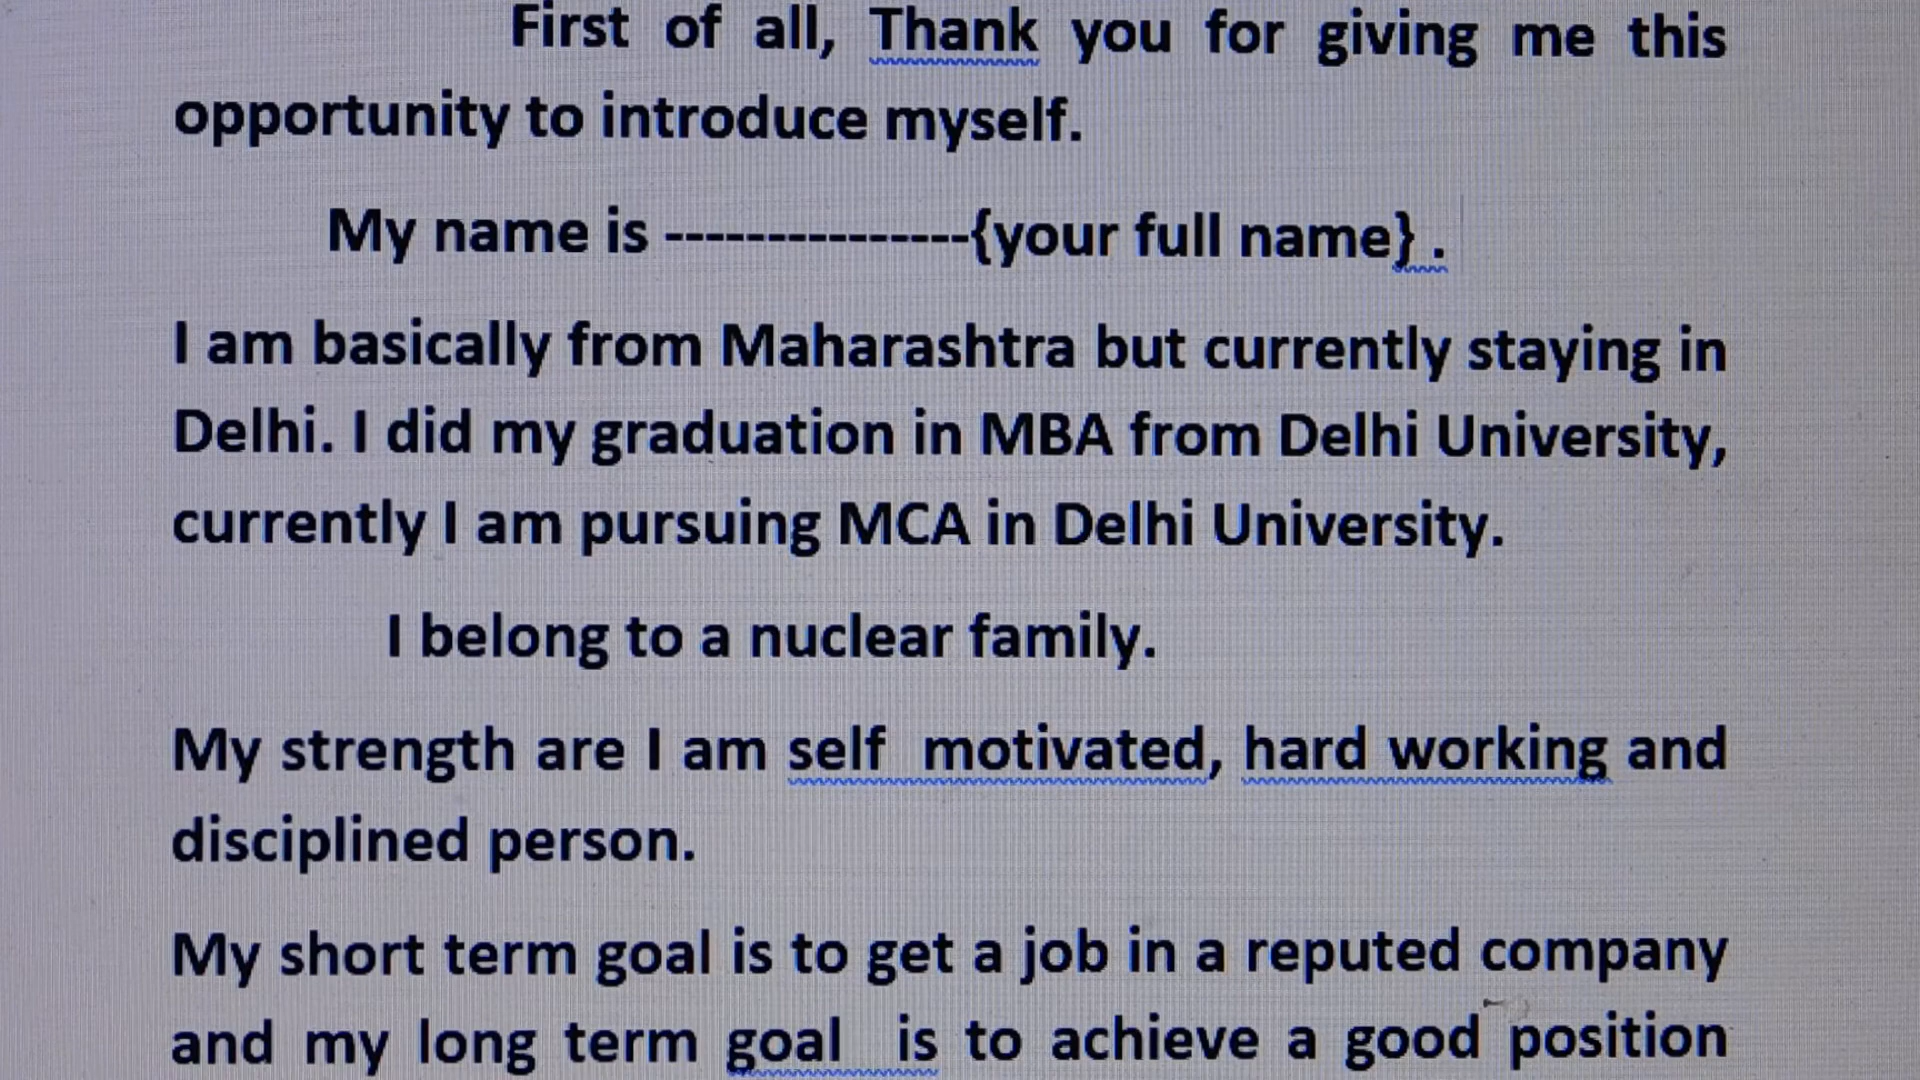 First of all, Thank you for giving me this
opportunity to introduce myself.
My name is ---------------{your full name} .
I am basically from Maharashtra but currently staying in
Delhi. I did my graduation in MBA from Delhi University,
currently I am pursuing MCA in Delhi University.
I belong to a nuclear family.
My strength are I am self  motivated, hard working and
disciplined person.
My short term goal is to get a job in a reputed company
and my long term goal  is to achieve a good position